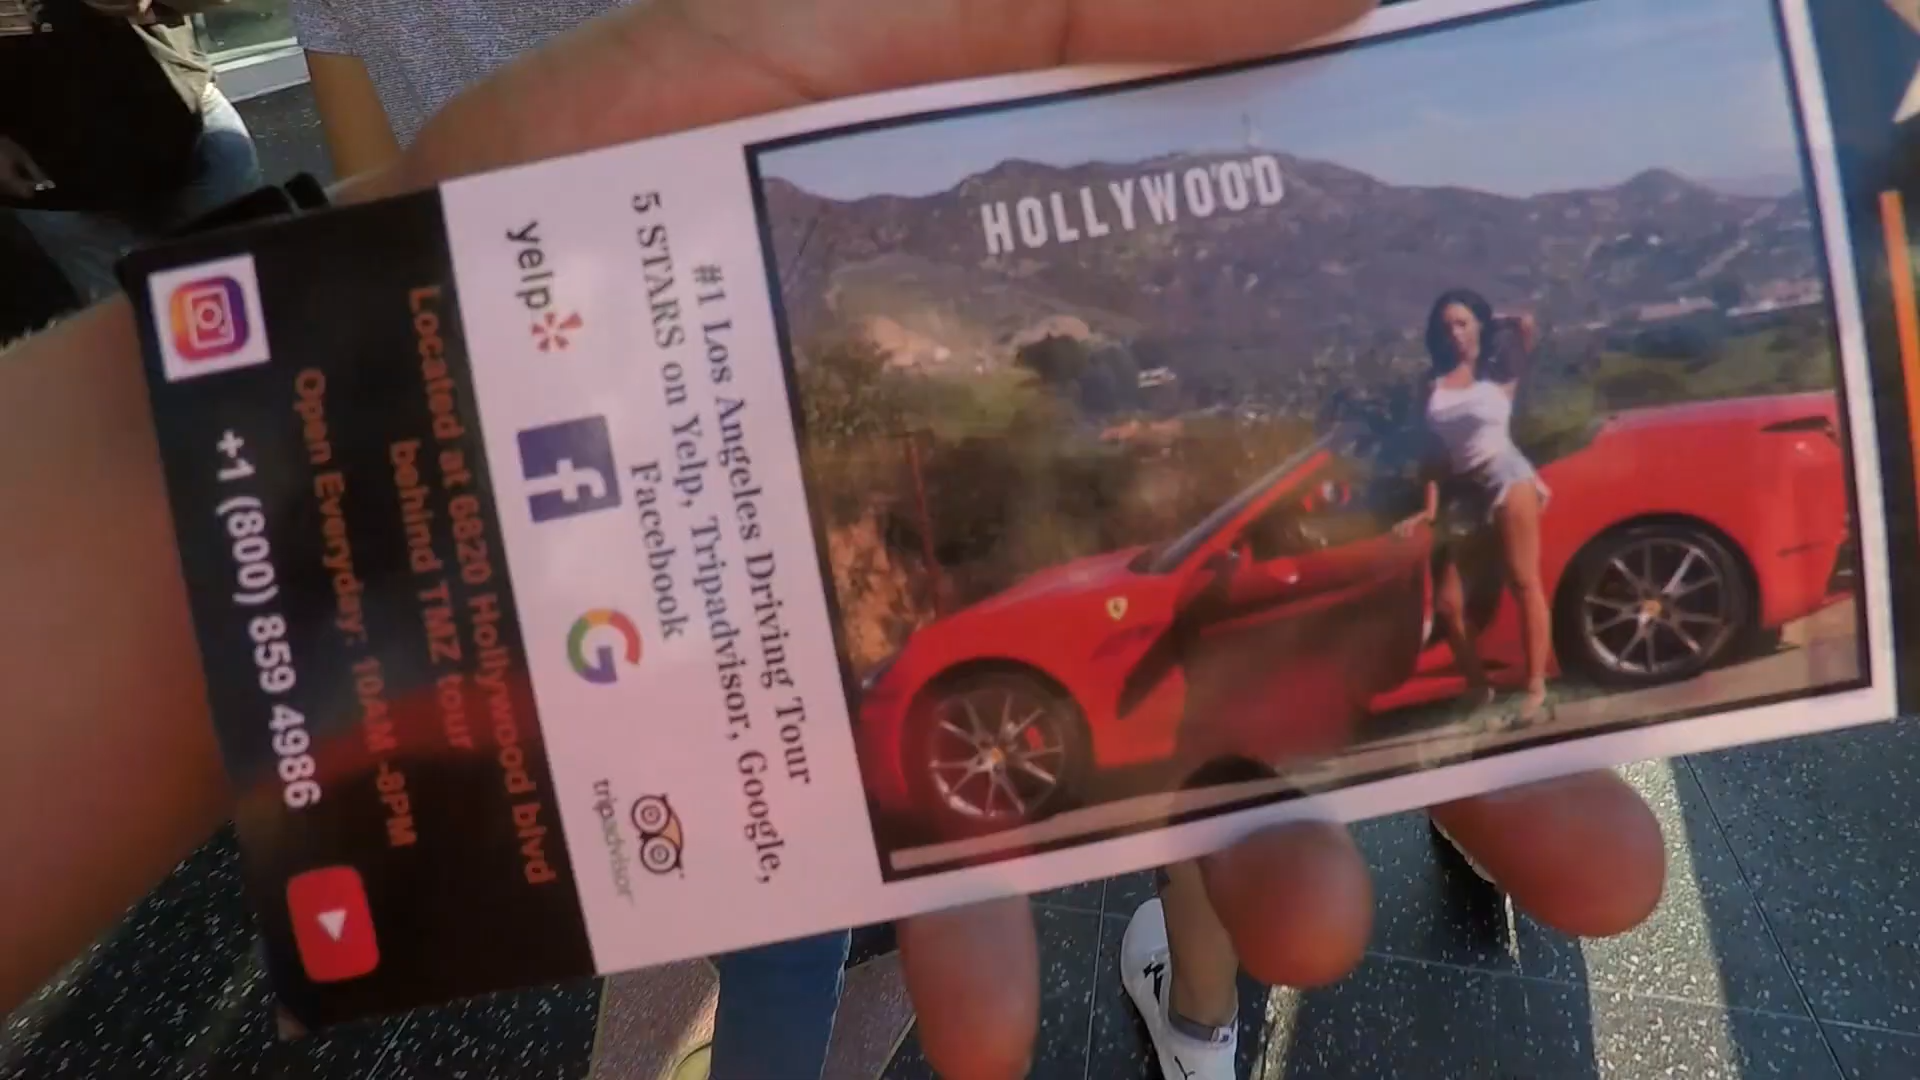 HOLLYWOOD
#1 Los Angeles Driving Tour
5 STARS on Yelp, Tripadvisor, Google,
Facebook
yelp
f
G
tripadvisor
Located at 6820 Hollywood blvd
behind TMZ tour
Open Everyday: 10AM -8PM
+1 (800) 859 4986